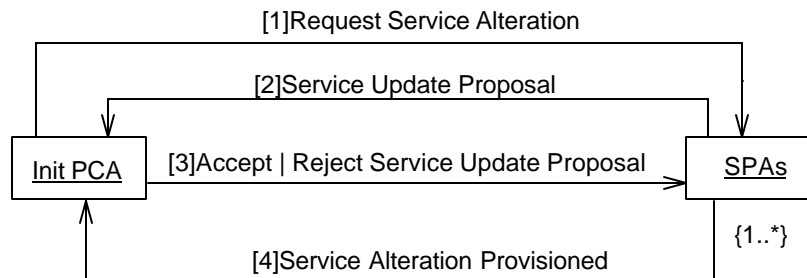 [1]Request Service Alteration
[2]Service Update Proposal
Init PCA
[3]Accept | Reject Service Update Proposal
SPAs
{1..*}
[4]Service Alteration Provisioned